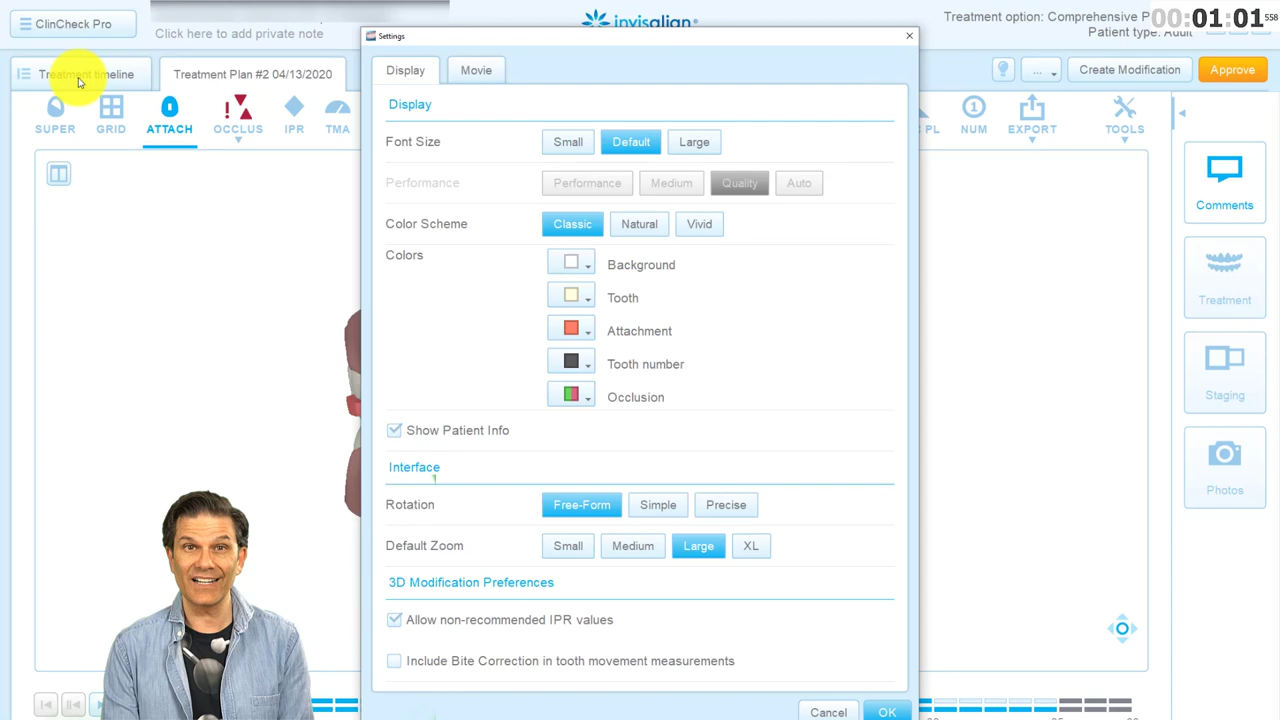 ClinCheck Pro
Click here to add private note
invisalign
Treatment option: Comprehensive P
Patient type: Adult
00:01:01 558
Treatment timeline
Treatment Plan #2 04/13/2020
...
Create Modification
Approve
SUPER
GRID
ATTACH
OCCLUS
IPR
TMA
PL
1
NUM
EXPORT
TOOLS
Settings
Display
Movie
Display
Font Size
Small
Default
Large
Performance
Performance
Medium
Quality
Auto
Color Scheme
Classic
Natural
Vivid
Colors
Background
Tooth
Attachment
Tooth number
Occlusion
Show Patient Info
Interface
Rotation
Free-Form
Simple
Precise
Default Zoom
Small
Medium
Large
XL
3D Modification Preferences
Allow non-recommended IPR values
Include Bite Correction in tooth movement measurements
Cancel
OK
Comments
Treatment
Staging
Photos